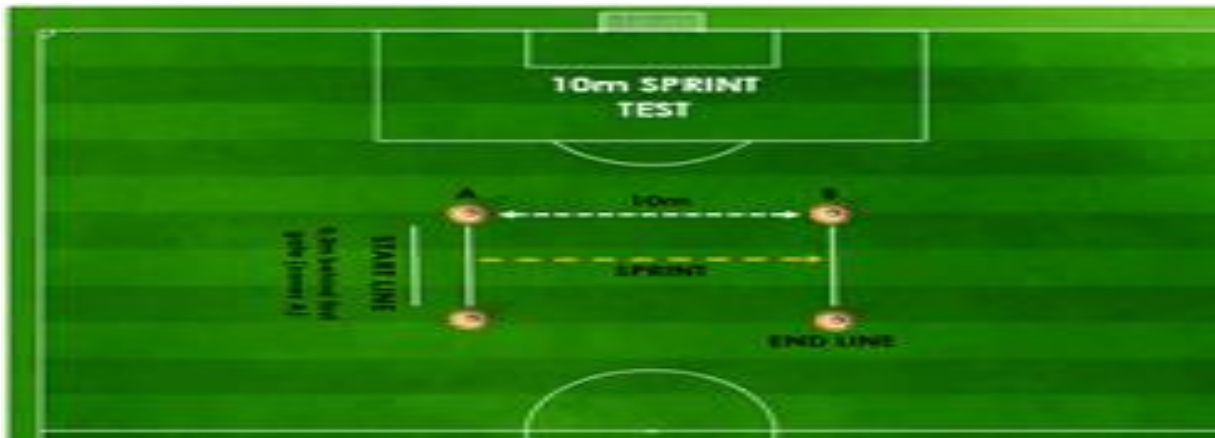 10m SPRINT
TEST
A
B
10m
SPRINT
START LINE
END LINE